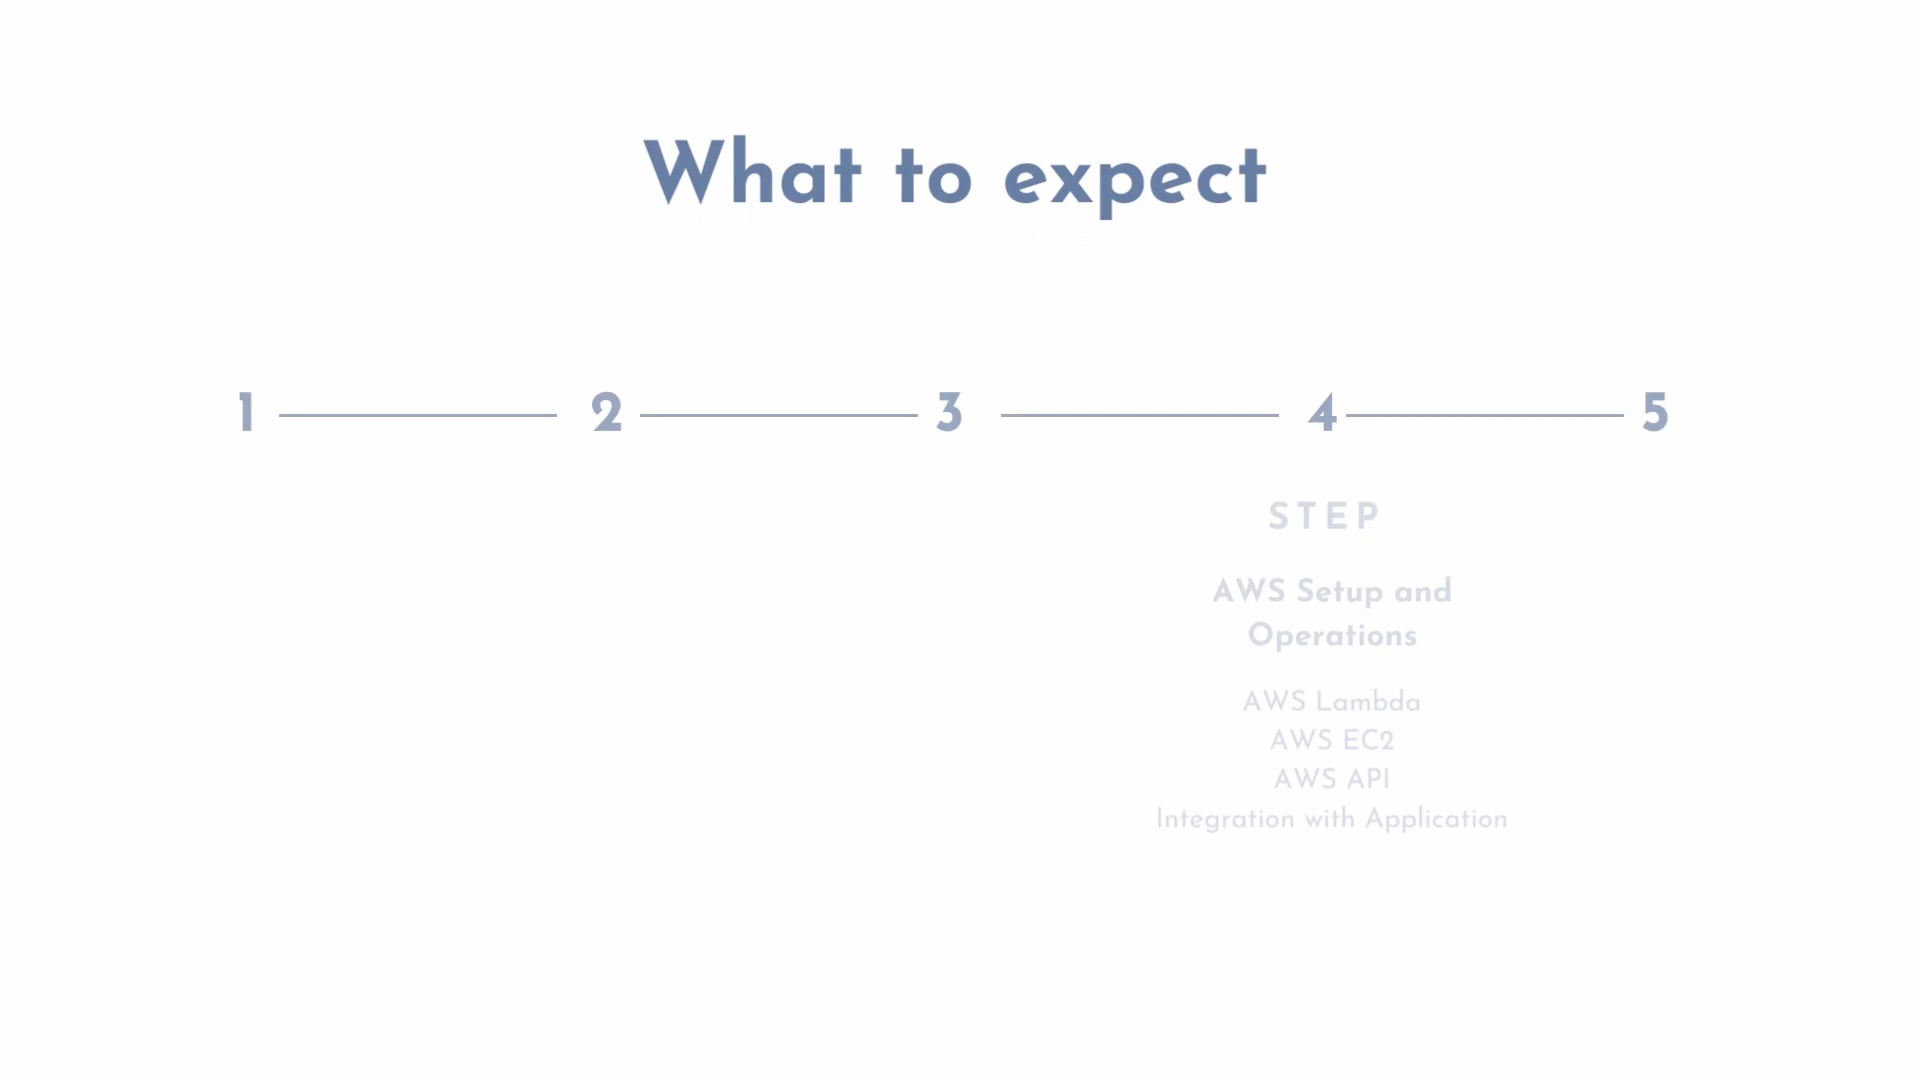 What to expect
1 2 3 4 5
STEP
AWS Setup and
Operations
AWS Lambda
AWS EC2
AWS API
Integration with Application